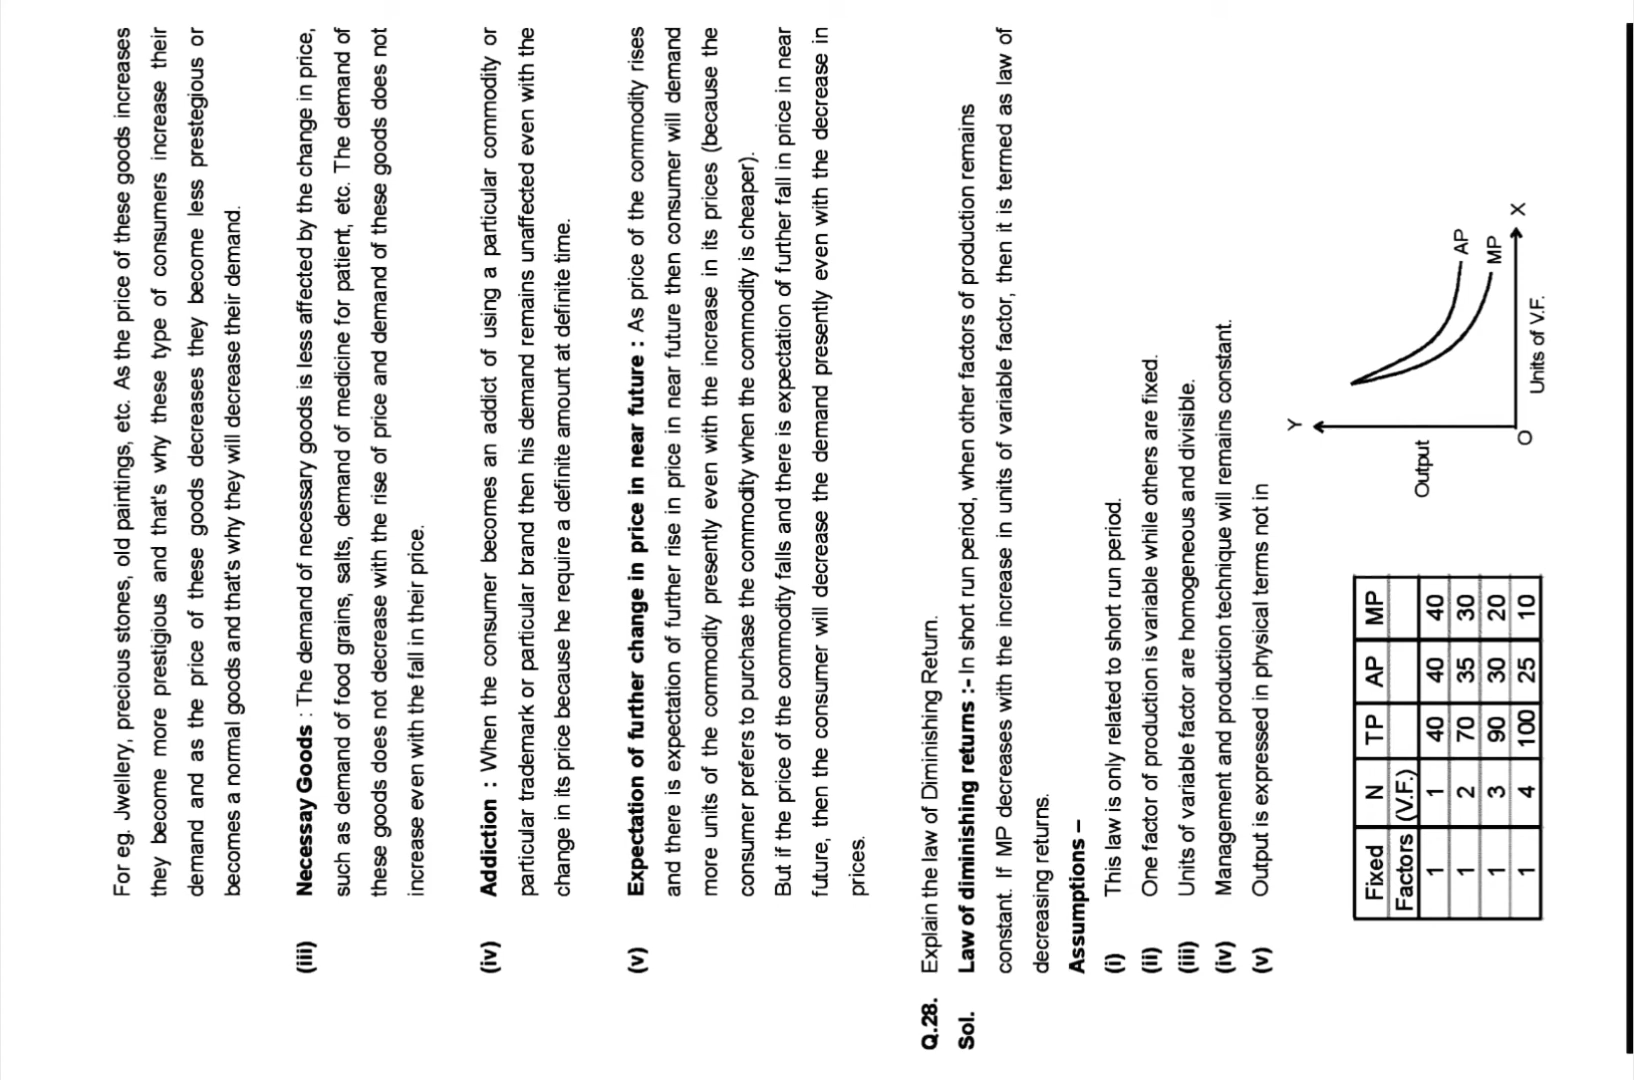 For eg. Jwellery, precious stones, old paintings, etc. As the price of these goods increases
they become more prestigious and that's why these type of consumers increase their
demand and as the price of these goods decreases they become less prestegious or
becomes a normal goods and that's why they will decrease their demand.
(iii) Necessay Goods : The demand of necessary goods is less affected by the change in price,
such as demand of food grains, salts, demand of medicine for patient, etc. The demand of
these goods does not decrease with the rise of price and demand of these goods does not
increase even with the fall in their price.
(iv) Addiction : When the consumer becomes an addict of using a particular commodity or
particular trademark or particular brand then his demand remains unaffected even with the
change in its price because he require a definite amount at definite time.
(v) Expectation of further change in price in near future : As price of the commodity rises
and there is expectation of further rise in price in near future then consumer will demand
more units of the commodity presently even with the increase in its prices (because the
consumer prefers to purchase the commodity when the commodity is cheaper).
But if the price of the commodity falls and there is expectation of further fall in price in near
future, then the consumer will decrease the demand presently even with the decrease in
prices.
Q.28. Explain the law of Diminishing Return.
Sol. Law of diminishing returns :- In short run period, when other factors of production remains
constant. If MP decreases with the increase in units of variable factor, then it is termed as law of
decreasing returns.
Assumptions –
(i) This law is only related to short run period.
(ii) One factor of production is variable while others are fixed.
(iii) Units of variable factor are homogeneous and divisible.
(iv) Management and production technique will remains constant.
(v) Output is expressed in physical terms not in
Fixed N TP AP MP
Factors (V.F.)
1 1 40 40 40
1 2 70 35 30
1 3 90 30 20
1 4 100 25 10
Y
Output
AP
MP
O
X
Units of V.F.